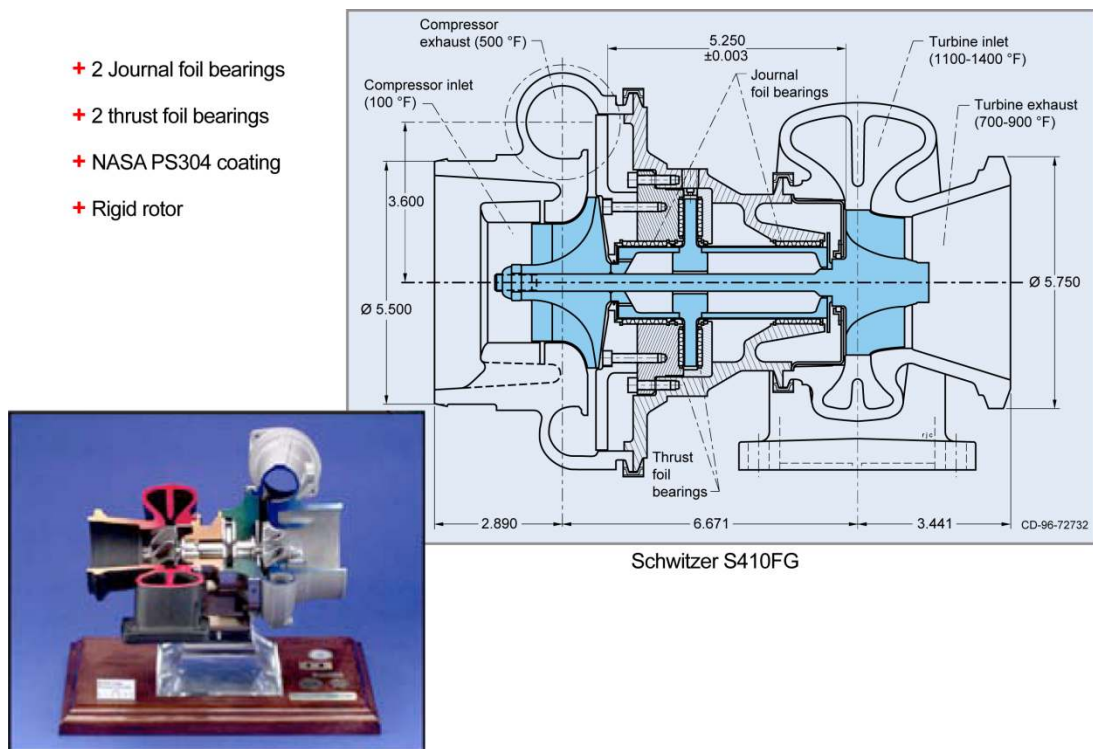 + 2 Journal foil bearings
+ 2 thrust foil bearings
+ NASA PS304 coating
+ Rigid rotor
Compressor
exhaust (500 °F)
Compressor inlet
(100 °F)
5.250
±0.003
Journal
foil bearings
Turbine inlet
(1100-1400 °F)
Turbine exhaust
(700-900 °F)
3.600
Ø 5.500
Ø 5.750
Thrust
foil
bearings
rjc
2.890
6.671
3.441
CD-96-72732
Schwitzer S410FG